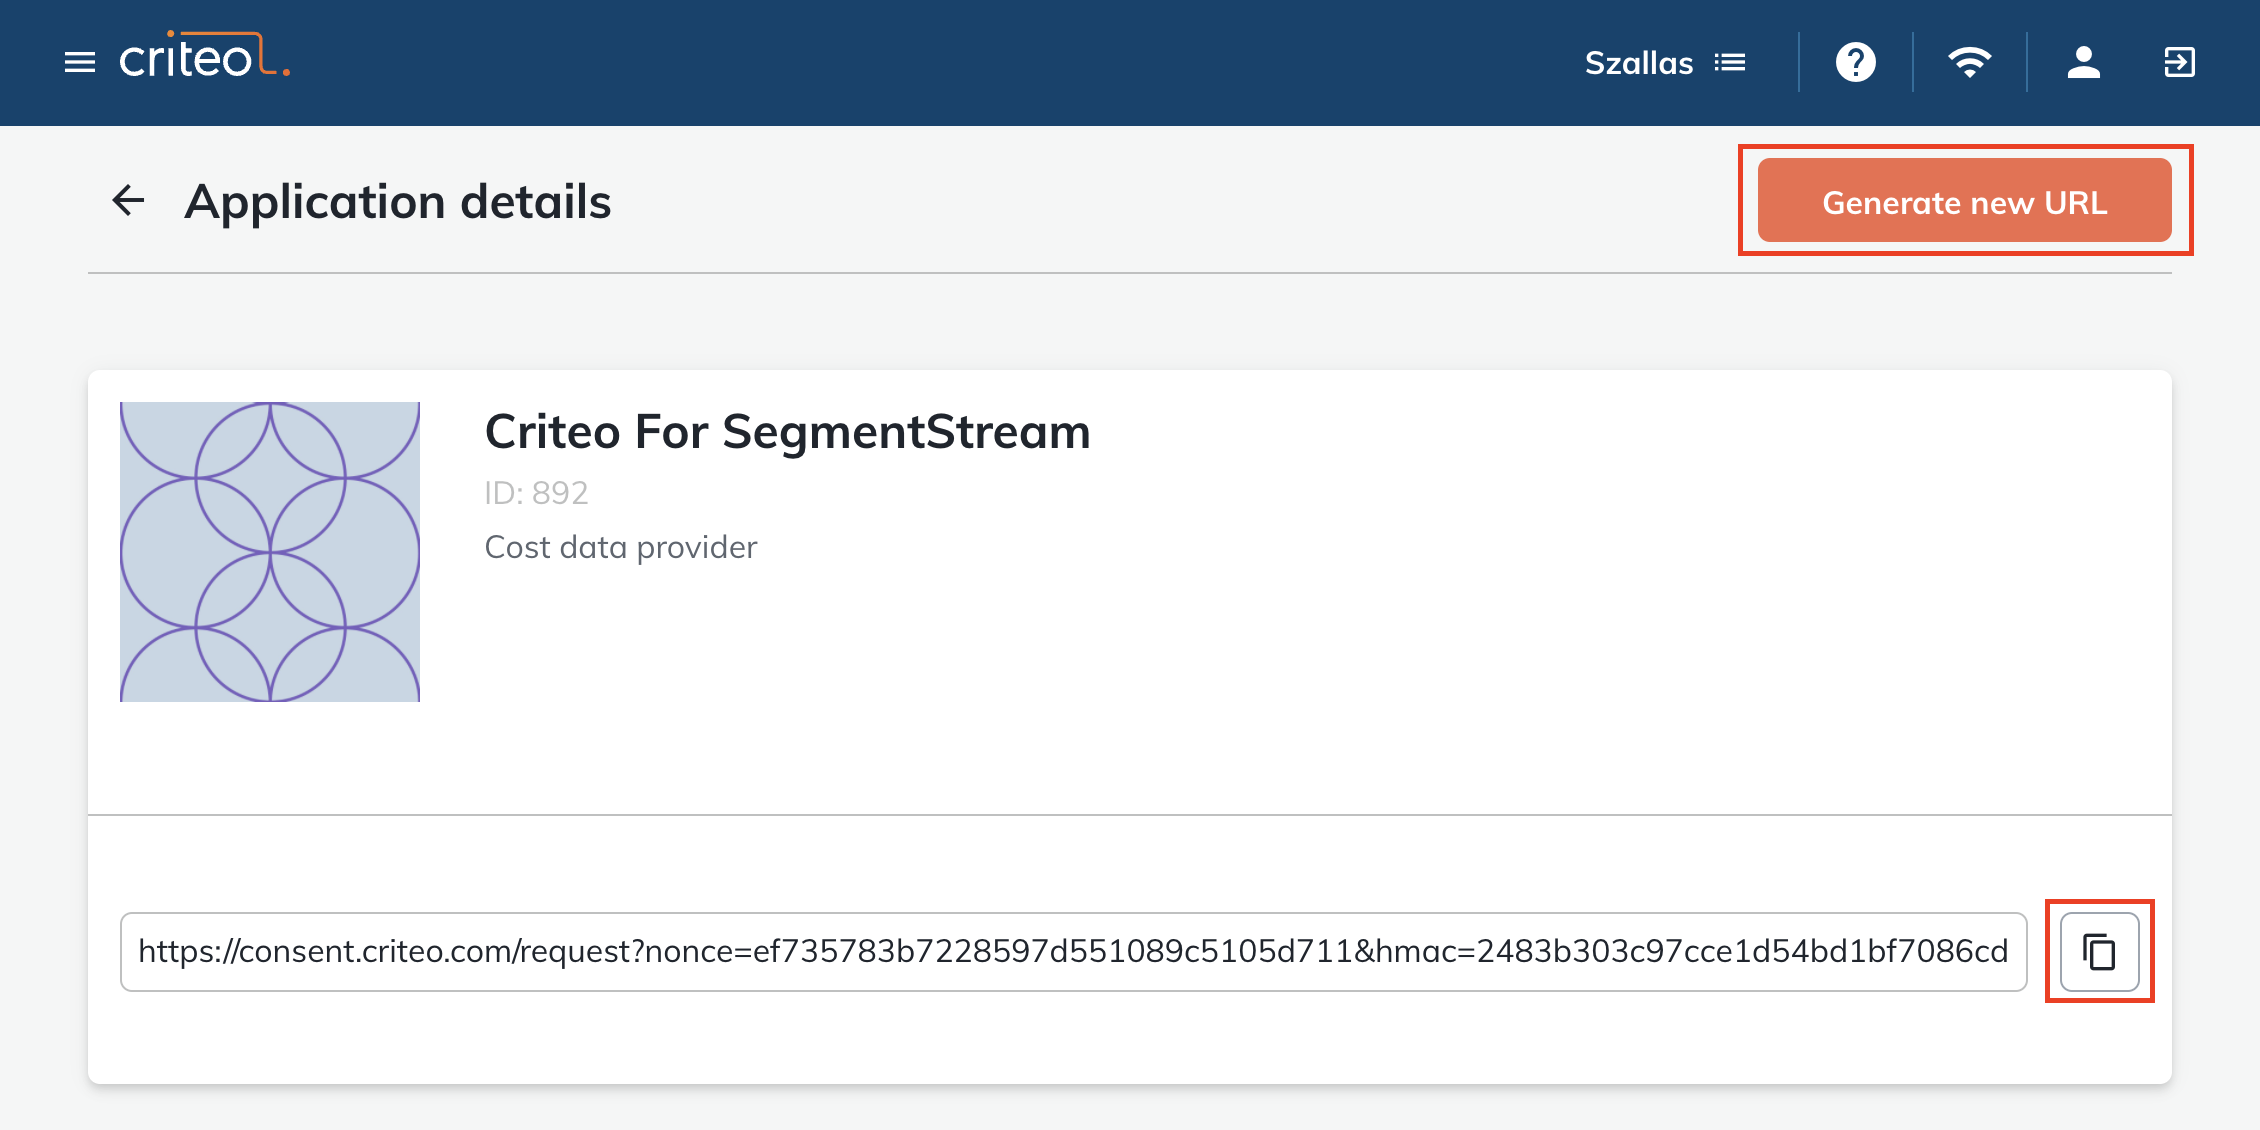 criteo
Szallas
Application details
Generate new URL
Criteo For SegmentStream
ID: 892
Cost data provider
https://consent.criteo.com/request?nonce=ef735783b7228597d551089c5105d711&hmac=2483b303c97cce1d54bd1bf7086cd